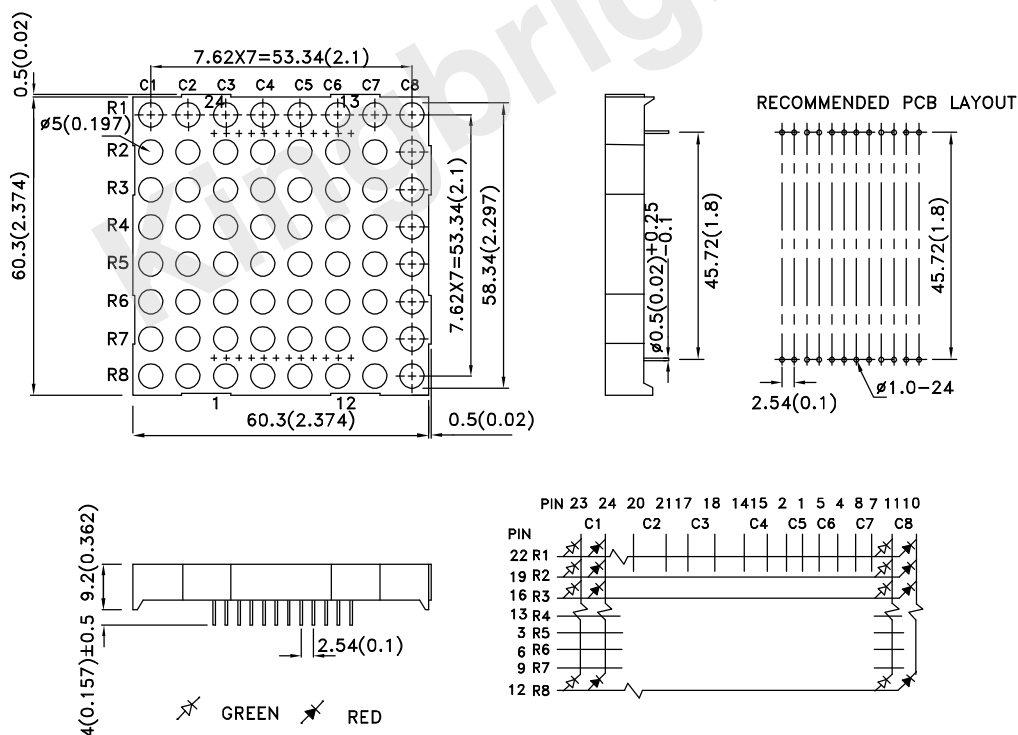 Kingbright
7.62X7=53.34(2.1)
0.5(0.02)
C1 C2 C3 C4 C5 C6 C7 C8
24 13
R1
ø5(0.197)
R2
R3
R4
R5
R6
R7
R8
60.3(2.374)
7.62X7=53.34(2.1)
58.34(2.297)
1 12
60.3(2.374)
0.5(0.02)
ø0.5(0.02)+0.25
-0.1
45.72(1.8)
RECOMMENDED PCB LAYOUT
45.72(1.8)
2.54(0.1)
ø1.0-24
9.2(0.362)
4(0.157)±0.5
2.54(0.1)
GREEN RED
PIN 23 24 20 21 17 18 14 15 2 1 5 4 8 7 11 10
C1 C2 C3 C4 C5 C6 C7 C8
PIN
22 R1
19 R2
16 R3
13 R4
3 R5
6 R6
9 R7
12 R8